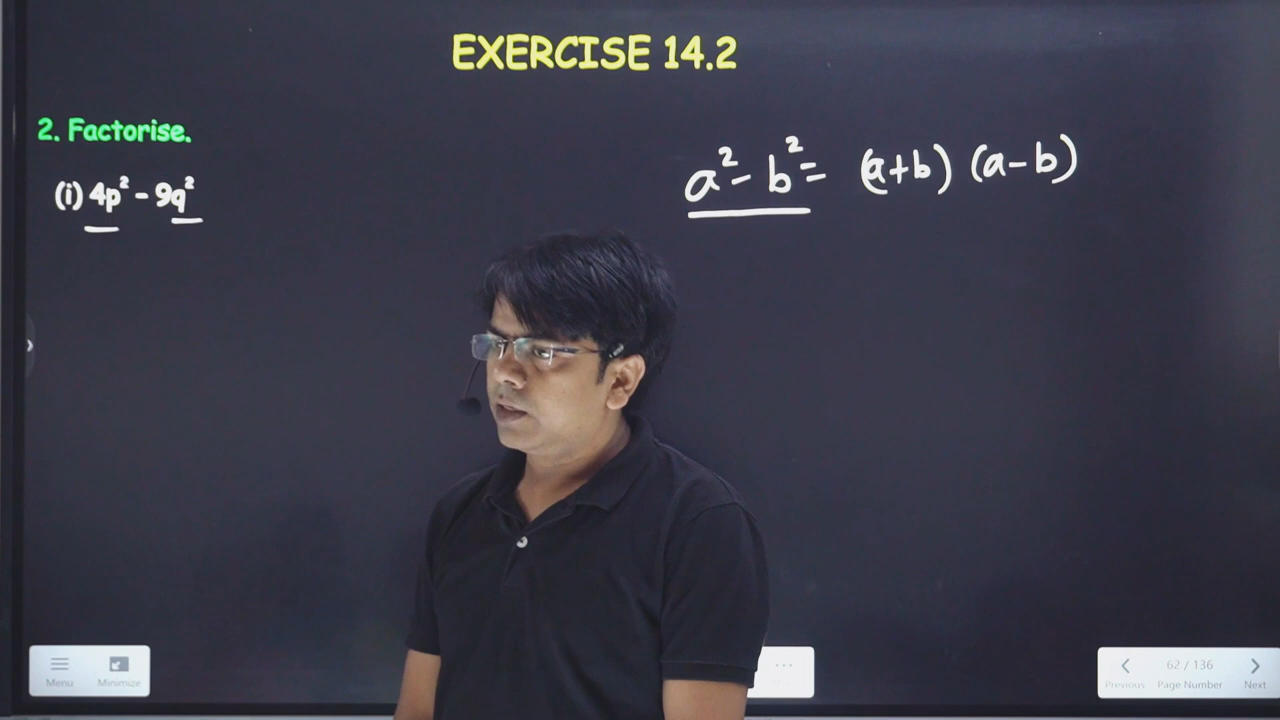 EXERCISE 14.2
2. Factorise.
a² - b² = (a+b) (a-b)
(i) 4p² - 9q²
Menu
Minimize
...
62 / 136
Previous Page Number Next